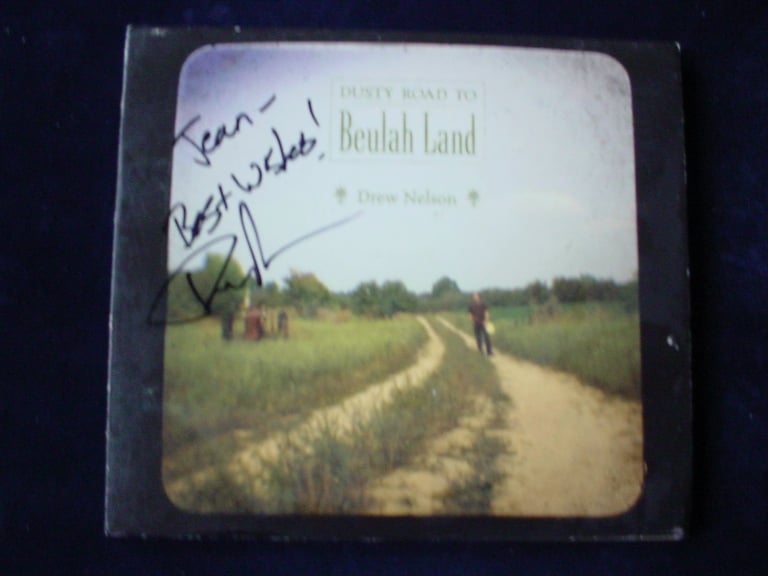 DUSTY ROAD TO
Beulah Land
Drew Nelson
Jean-
Best Wishes!